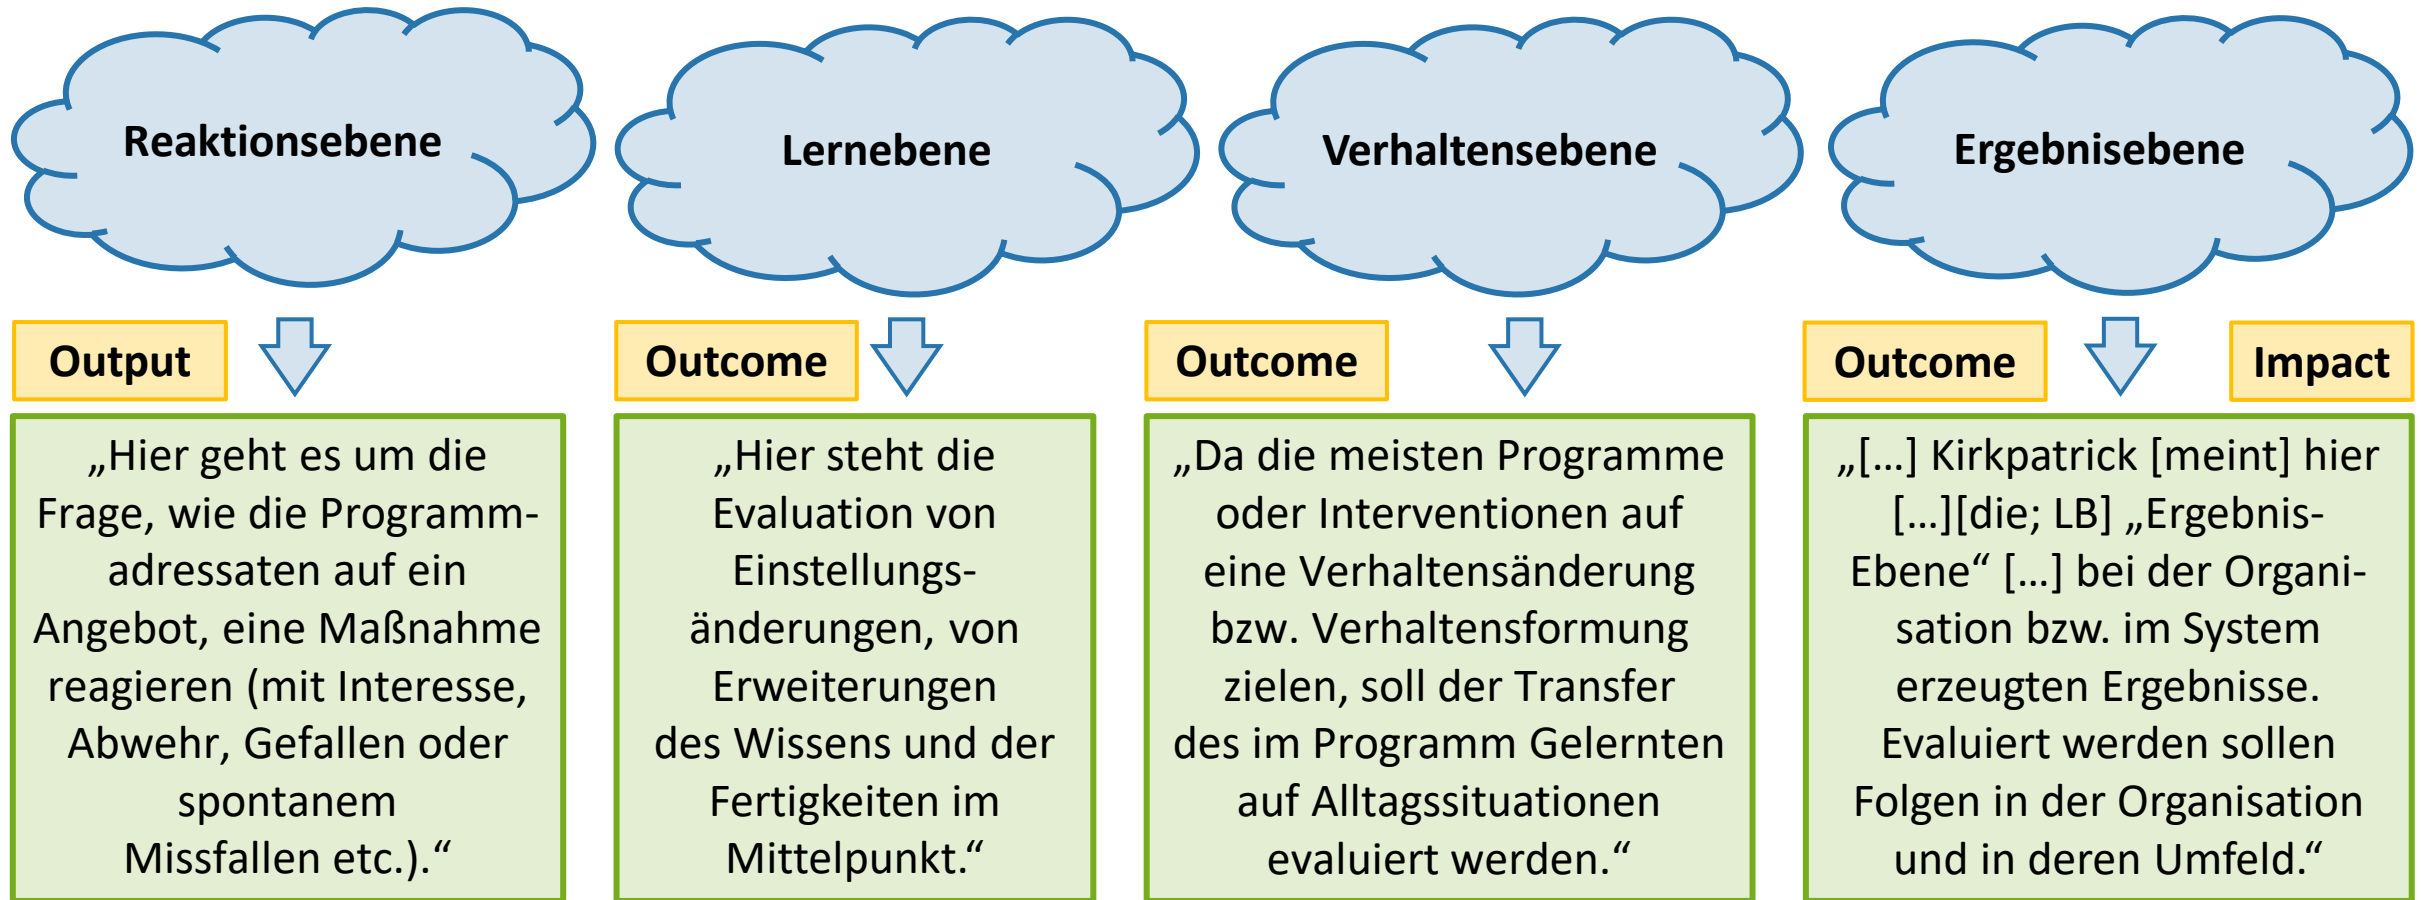 Reaktionsebene
Lernebene
Verhaltensebene
Ergebnisebene
Output
Outcome
Outcome
Outcome
Impact
„Hier geht es um die
Frage, wie die Programm-
adressaten auf ein
Angebot, eine Maßnahme
reagieren (mit Interesse,
Abwehr, Gefallen oder
spontanem
Missfallen etc.).“
„Hier steht die
Evaluation von
Einstellungs-
änderungen, von
Erweiterungen
des Wissens und der
Fertigkeiten im
Mittelpunkt.“
„Da die meisten Programme
oder Interventionen auf
eine Verhaltensänderung
bzw. Verhaltensformung
zielen, soll der Transfer
des im Programm Gelernten
auf Alltagssituationen
evaluiert werden.“
„[…] Kirkpatrick [meint] hier
[…][die; LB] „Ergebnis-
Ebene“ […] bei der Organi-
sation bzw. im System
erzeugten Ergebnisse.
Evaluiert werden sollen
Folgen in der Organisation
und in deren Umfeld.“